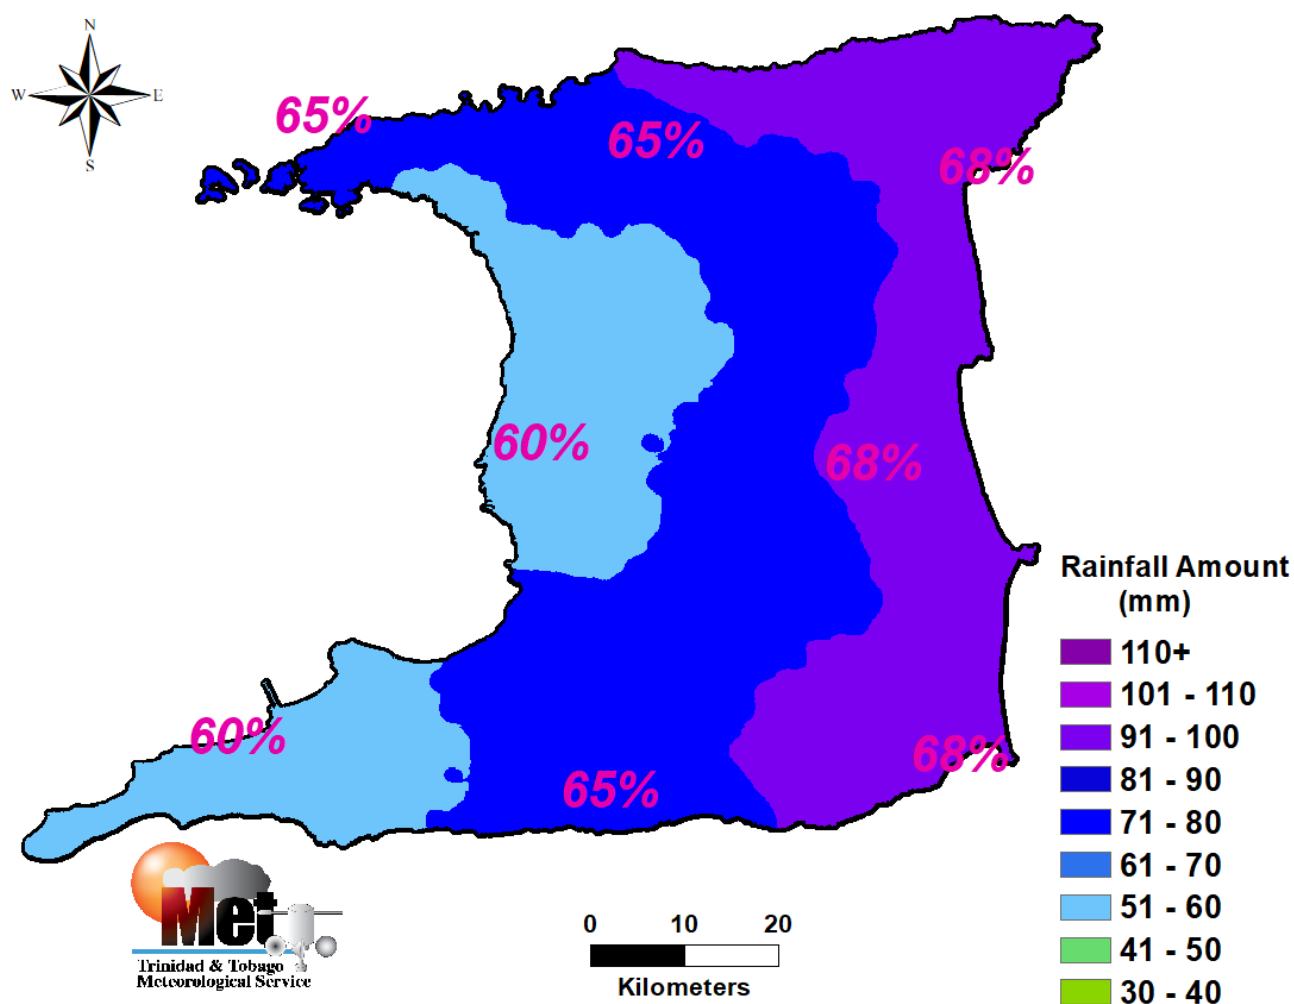 N
W
E
S
65%
65%
68%
60%
68%
60%
65%
68%
Rainfall Amount
(mm)
110+
101 - 110
91 - 100
81 - 90
71 - 80
61 - 70
51 - 60
41 - 50
30 - 40
Met
Trinidad & Tobago
Meteorological Service
0 10 20
Kilometers